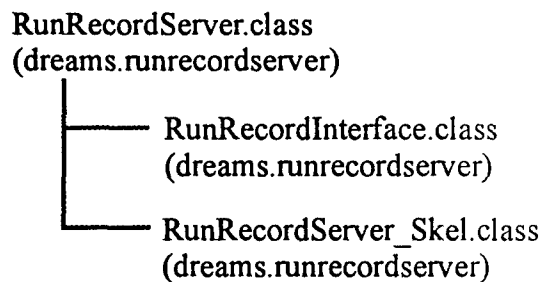 RunRecordServer.class
(dreams.runrecordserver)
RunRecordInterface.class
(dreams.runrecordserver)
RunRecordServer_Skel.class
(dreams.runrecordserver)